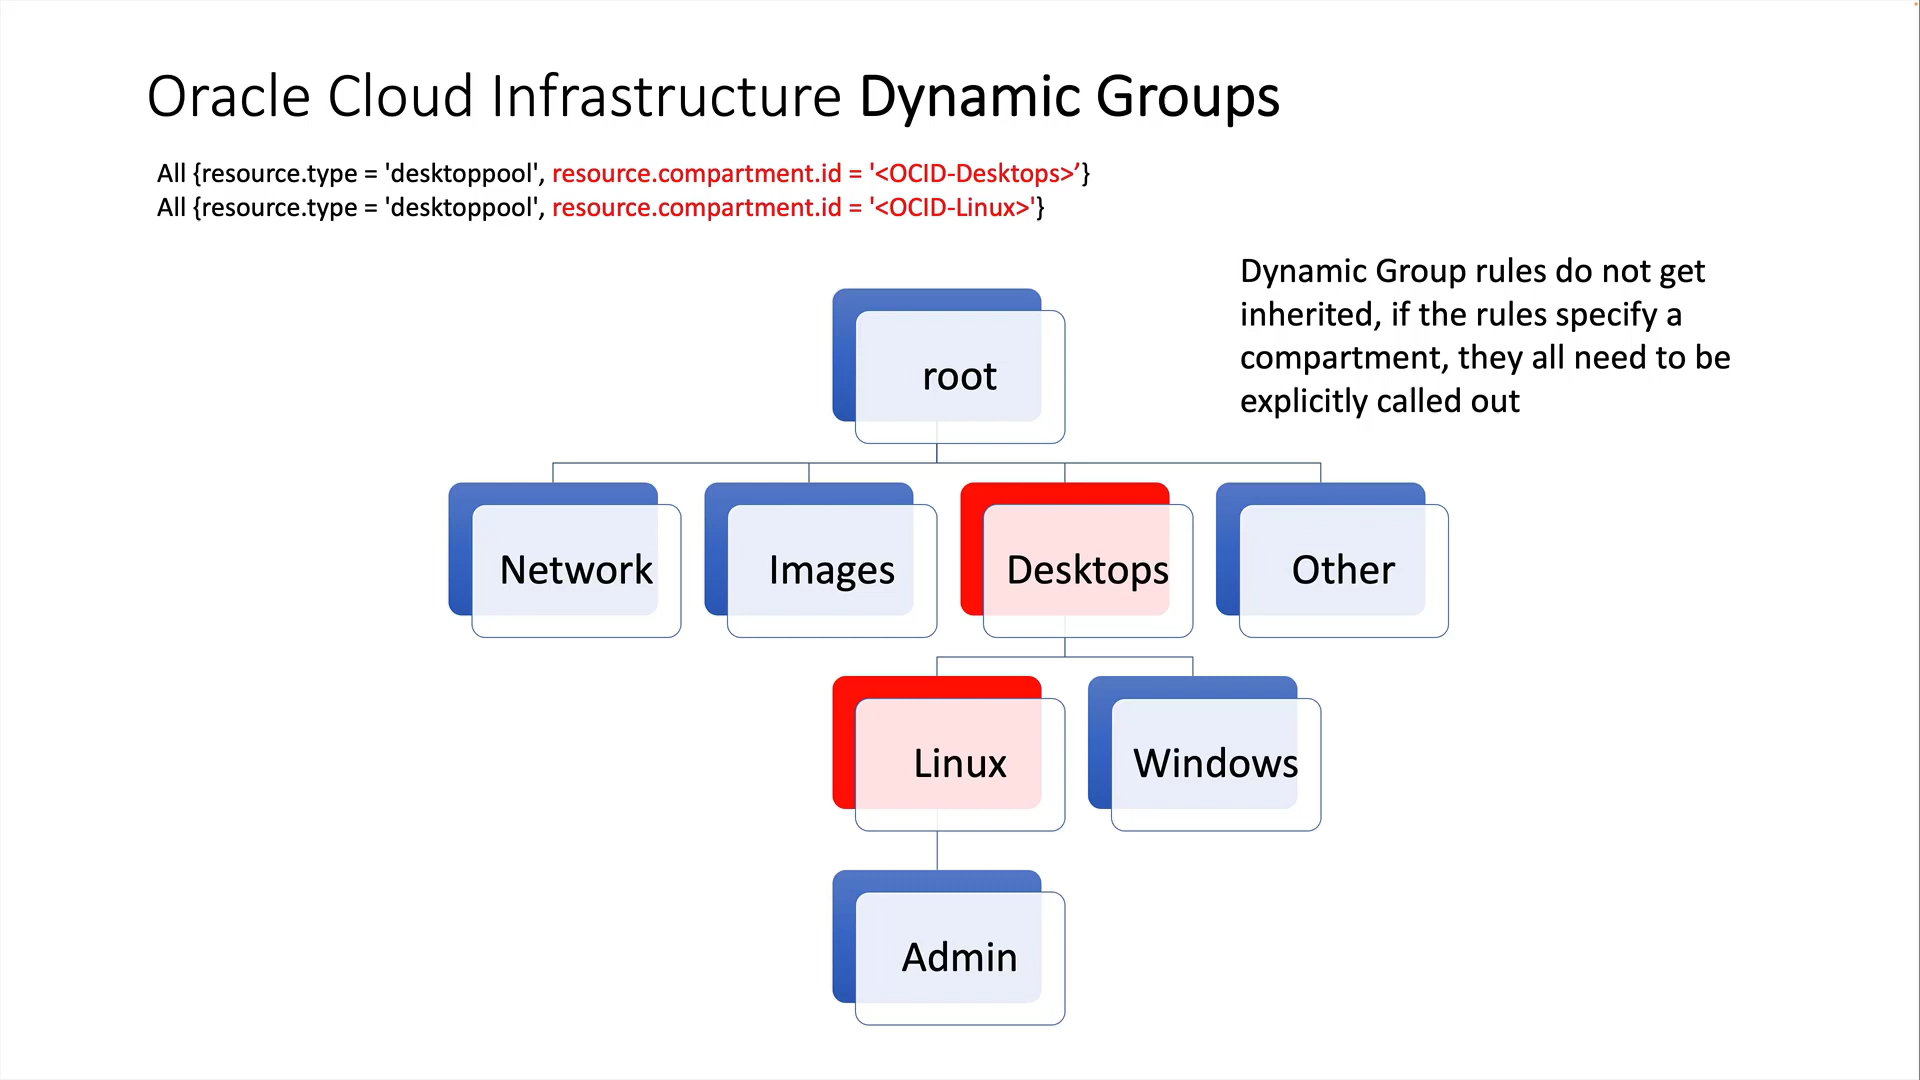 Oracle Cloud Infrastructure Dynamic Groups
All {resource.type = 'desktoppool', resource.compartment.id = '<OCID-Desktops>’}
All {resource.type = 'desktoppool', resource.compartment.id = '<OCID-Linux>'}
Dynamic Group rules do not get
inherited, if the rules specify a
compartment, they all need to be
explicitly called out
root
Network
Images
Desktops
Other
Linux
Windows
Admin